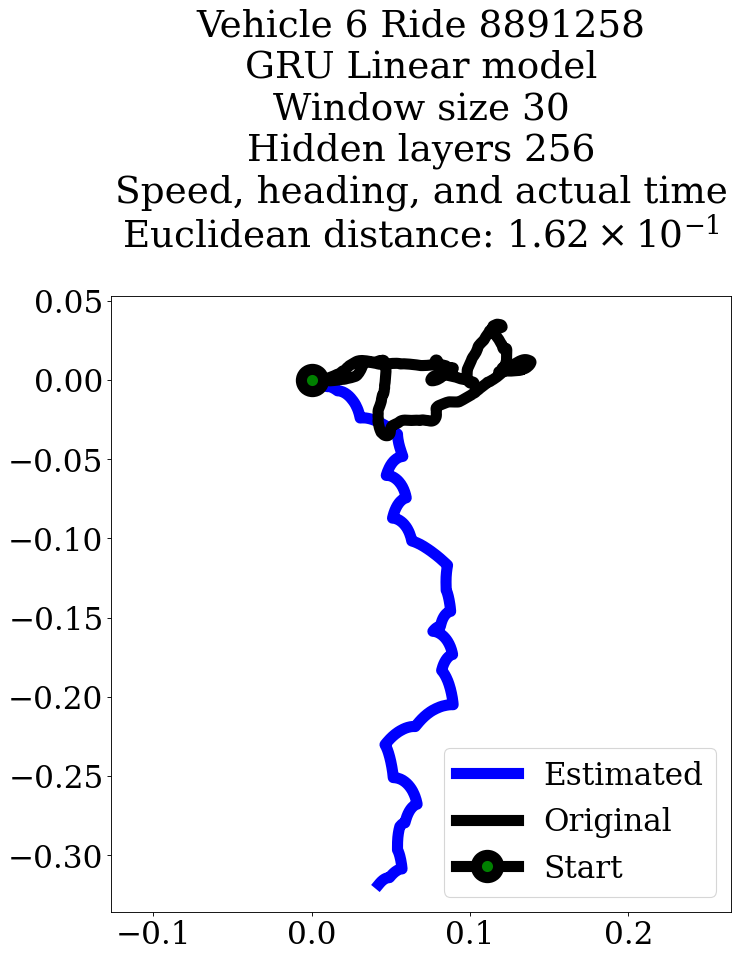 Vehicle 6 Ride 8891258
GRU Linear model
Window size 30
Hidden layers 256
Speed, heading, and actual time
Euclidean distance: 1.62 × 10⁻¹
0.05
0.00
−0.05
−0.10
−0.15
−0.20
−0.25
−0.30
Estimated
Original
Start
−0.1
0.0
0.1
0.2